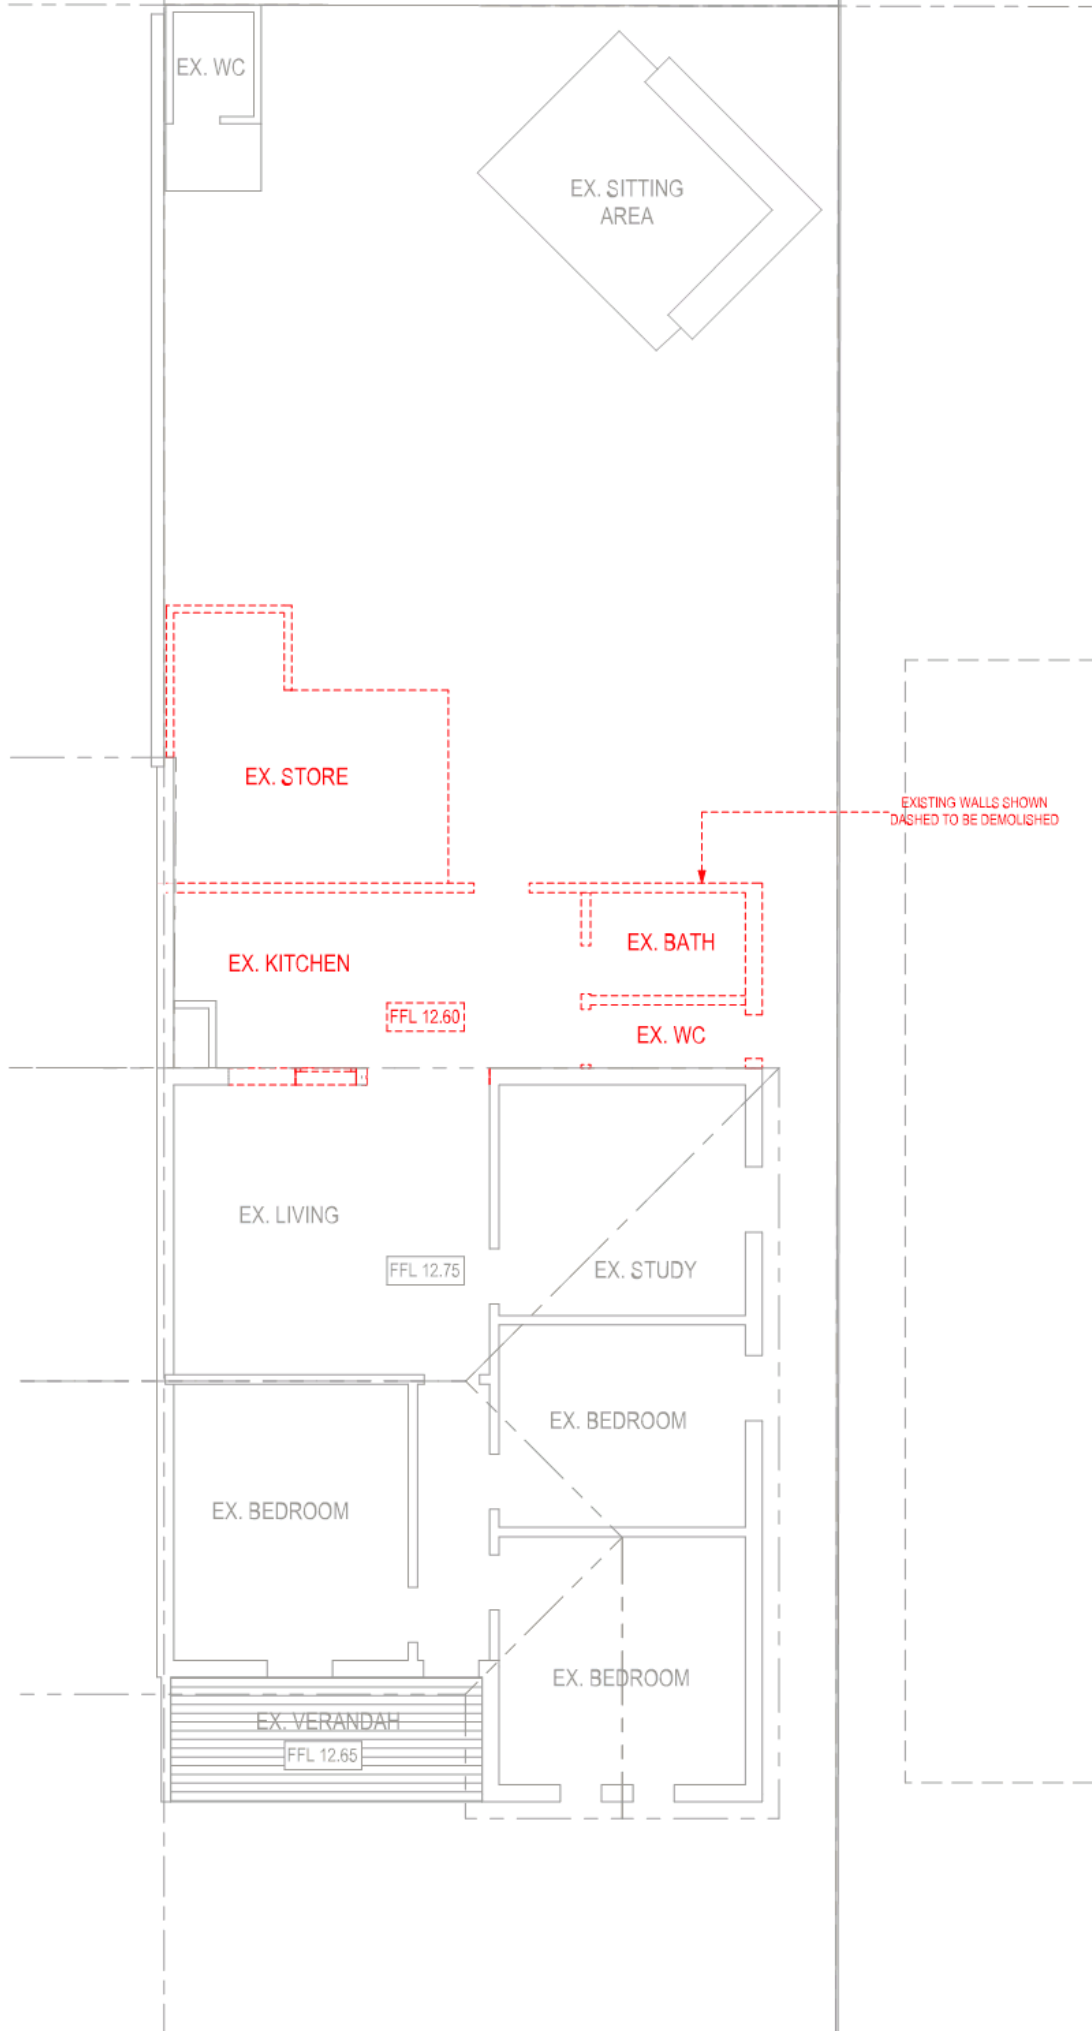 EX. WC
EX. SITTING
AREA
EX. STORE
EXISTING WALLS SHOWN
DASHED TO BE DEMOLISHED
EX. BATH
EX. KITCHEN
FFL 12.60
EX. WC
EX. LIVING
FFL 12.75
EX. STUDY
EX. BEDROOM
EX. BEDROOM
EX. BEDROOM
EX. VERANDAH
FFL 12.65